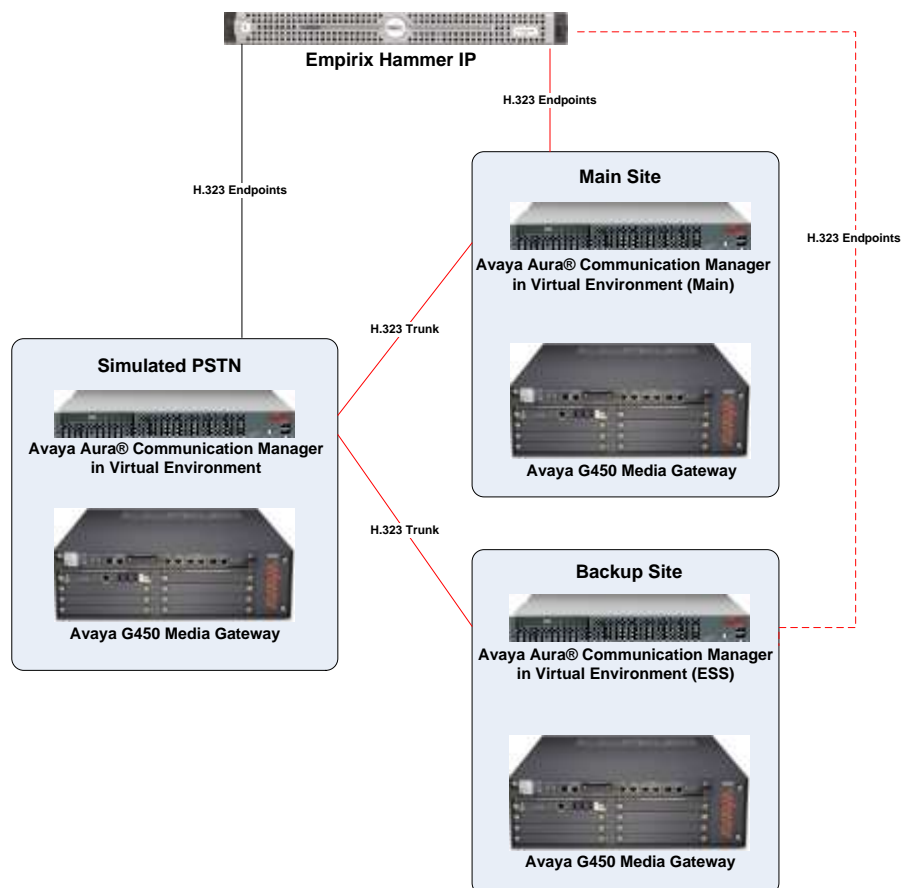 Empirix Hammer IP
H.323 Endpoints
H.323 Endpoints
H.323 Endpoints
Main Site
Avaya Aura® Communication Manager
in Virtual Environment (Main)
Avaya G450 Media Gateway
H.323 Trunk
Simulated PSTN
Avaya Aura® Communication Manager
in Virtual Environment
Avaya G450 Media Gateway
H.323 Trunk
Backup Site
Avaya Aura® Communication Manager
in Virtual Environment (ESS)
Avaya G450 Media Gateway